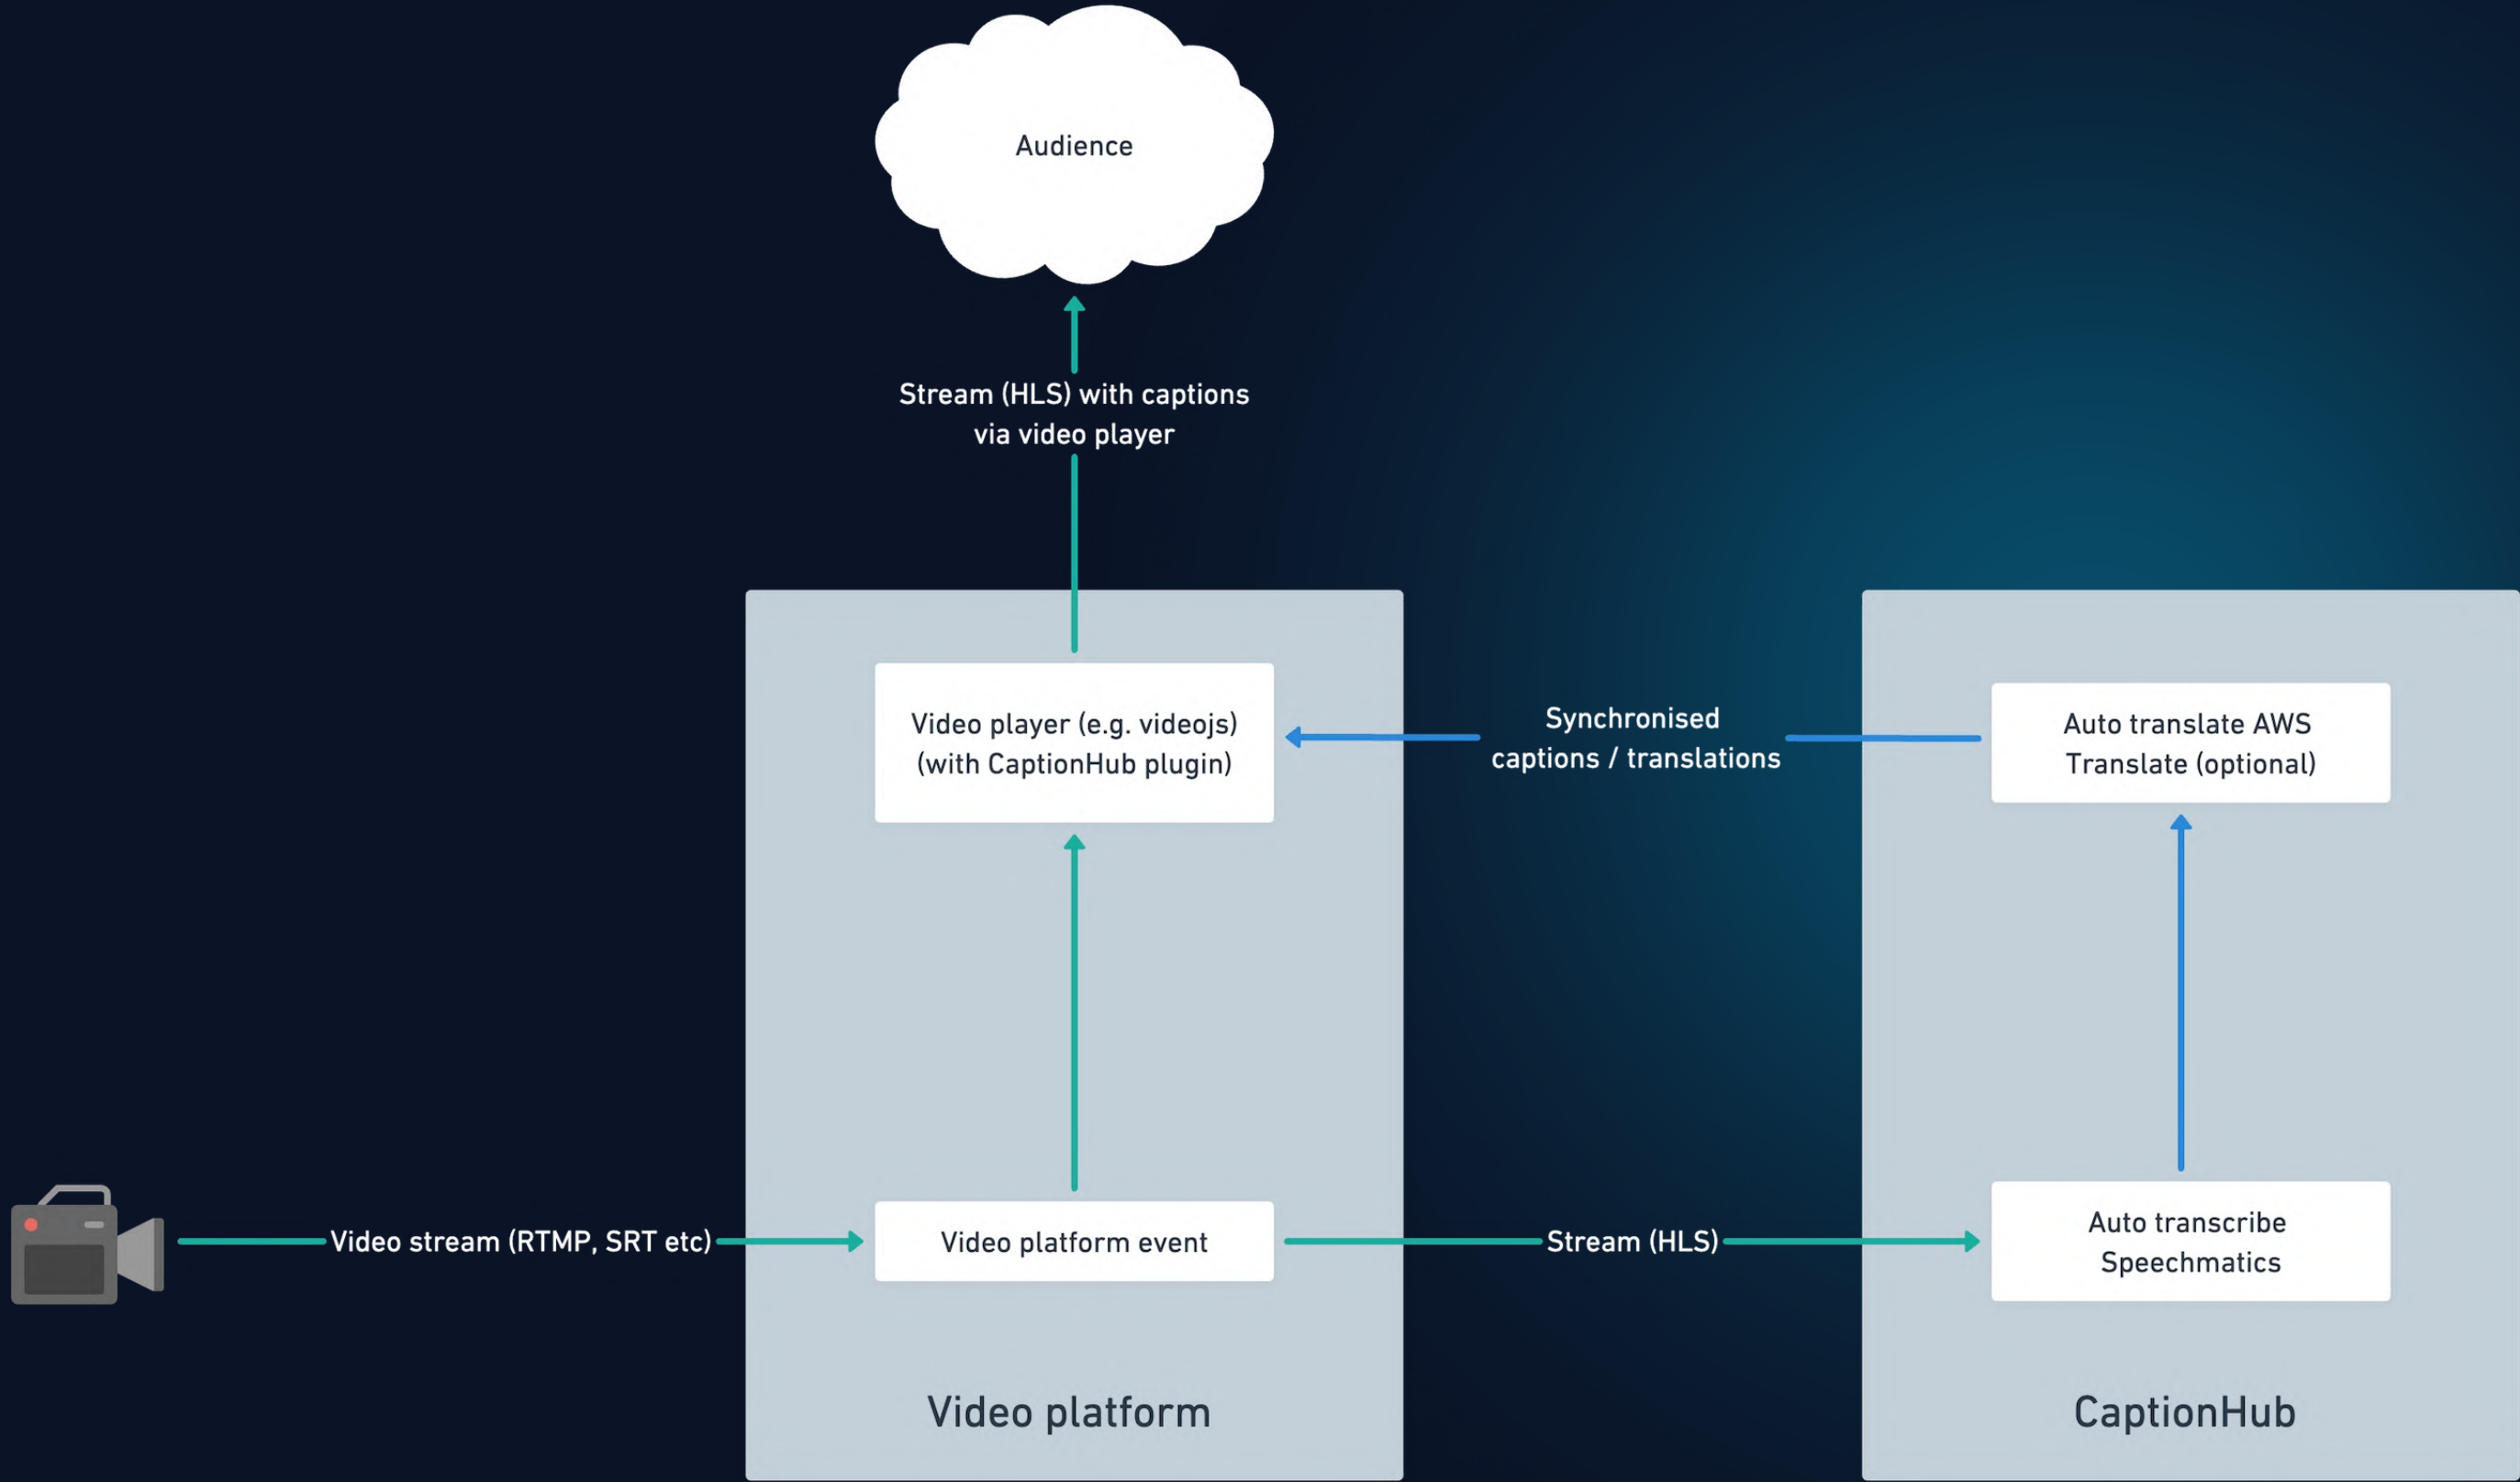 Audience
Stream (HLS) with captions
via video player
Video player (e.g. videojs)
(with CaptionHub plugin)
Synchronised
captions / translations
Auto translate AWS
Translate (optional)
Video stream (RTMP, SRT etc)
Video platform event
Stream (HLS)
Auto transcribe
Speechmatics
Video platform
CaptionHub